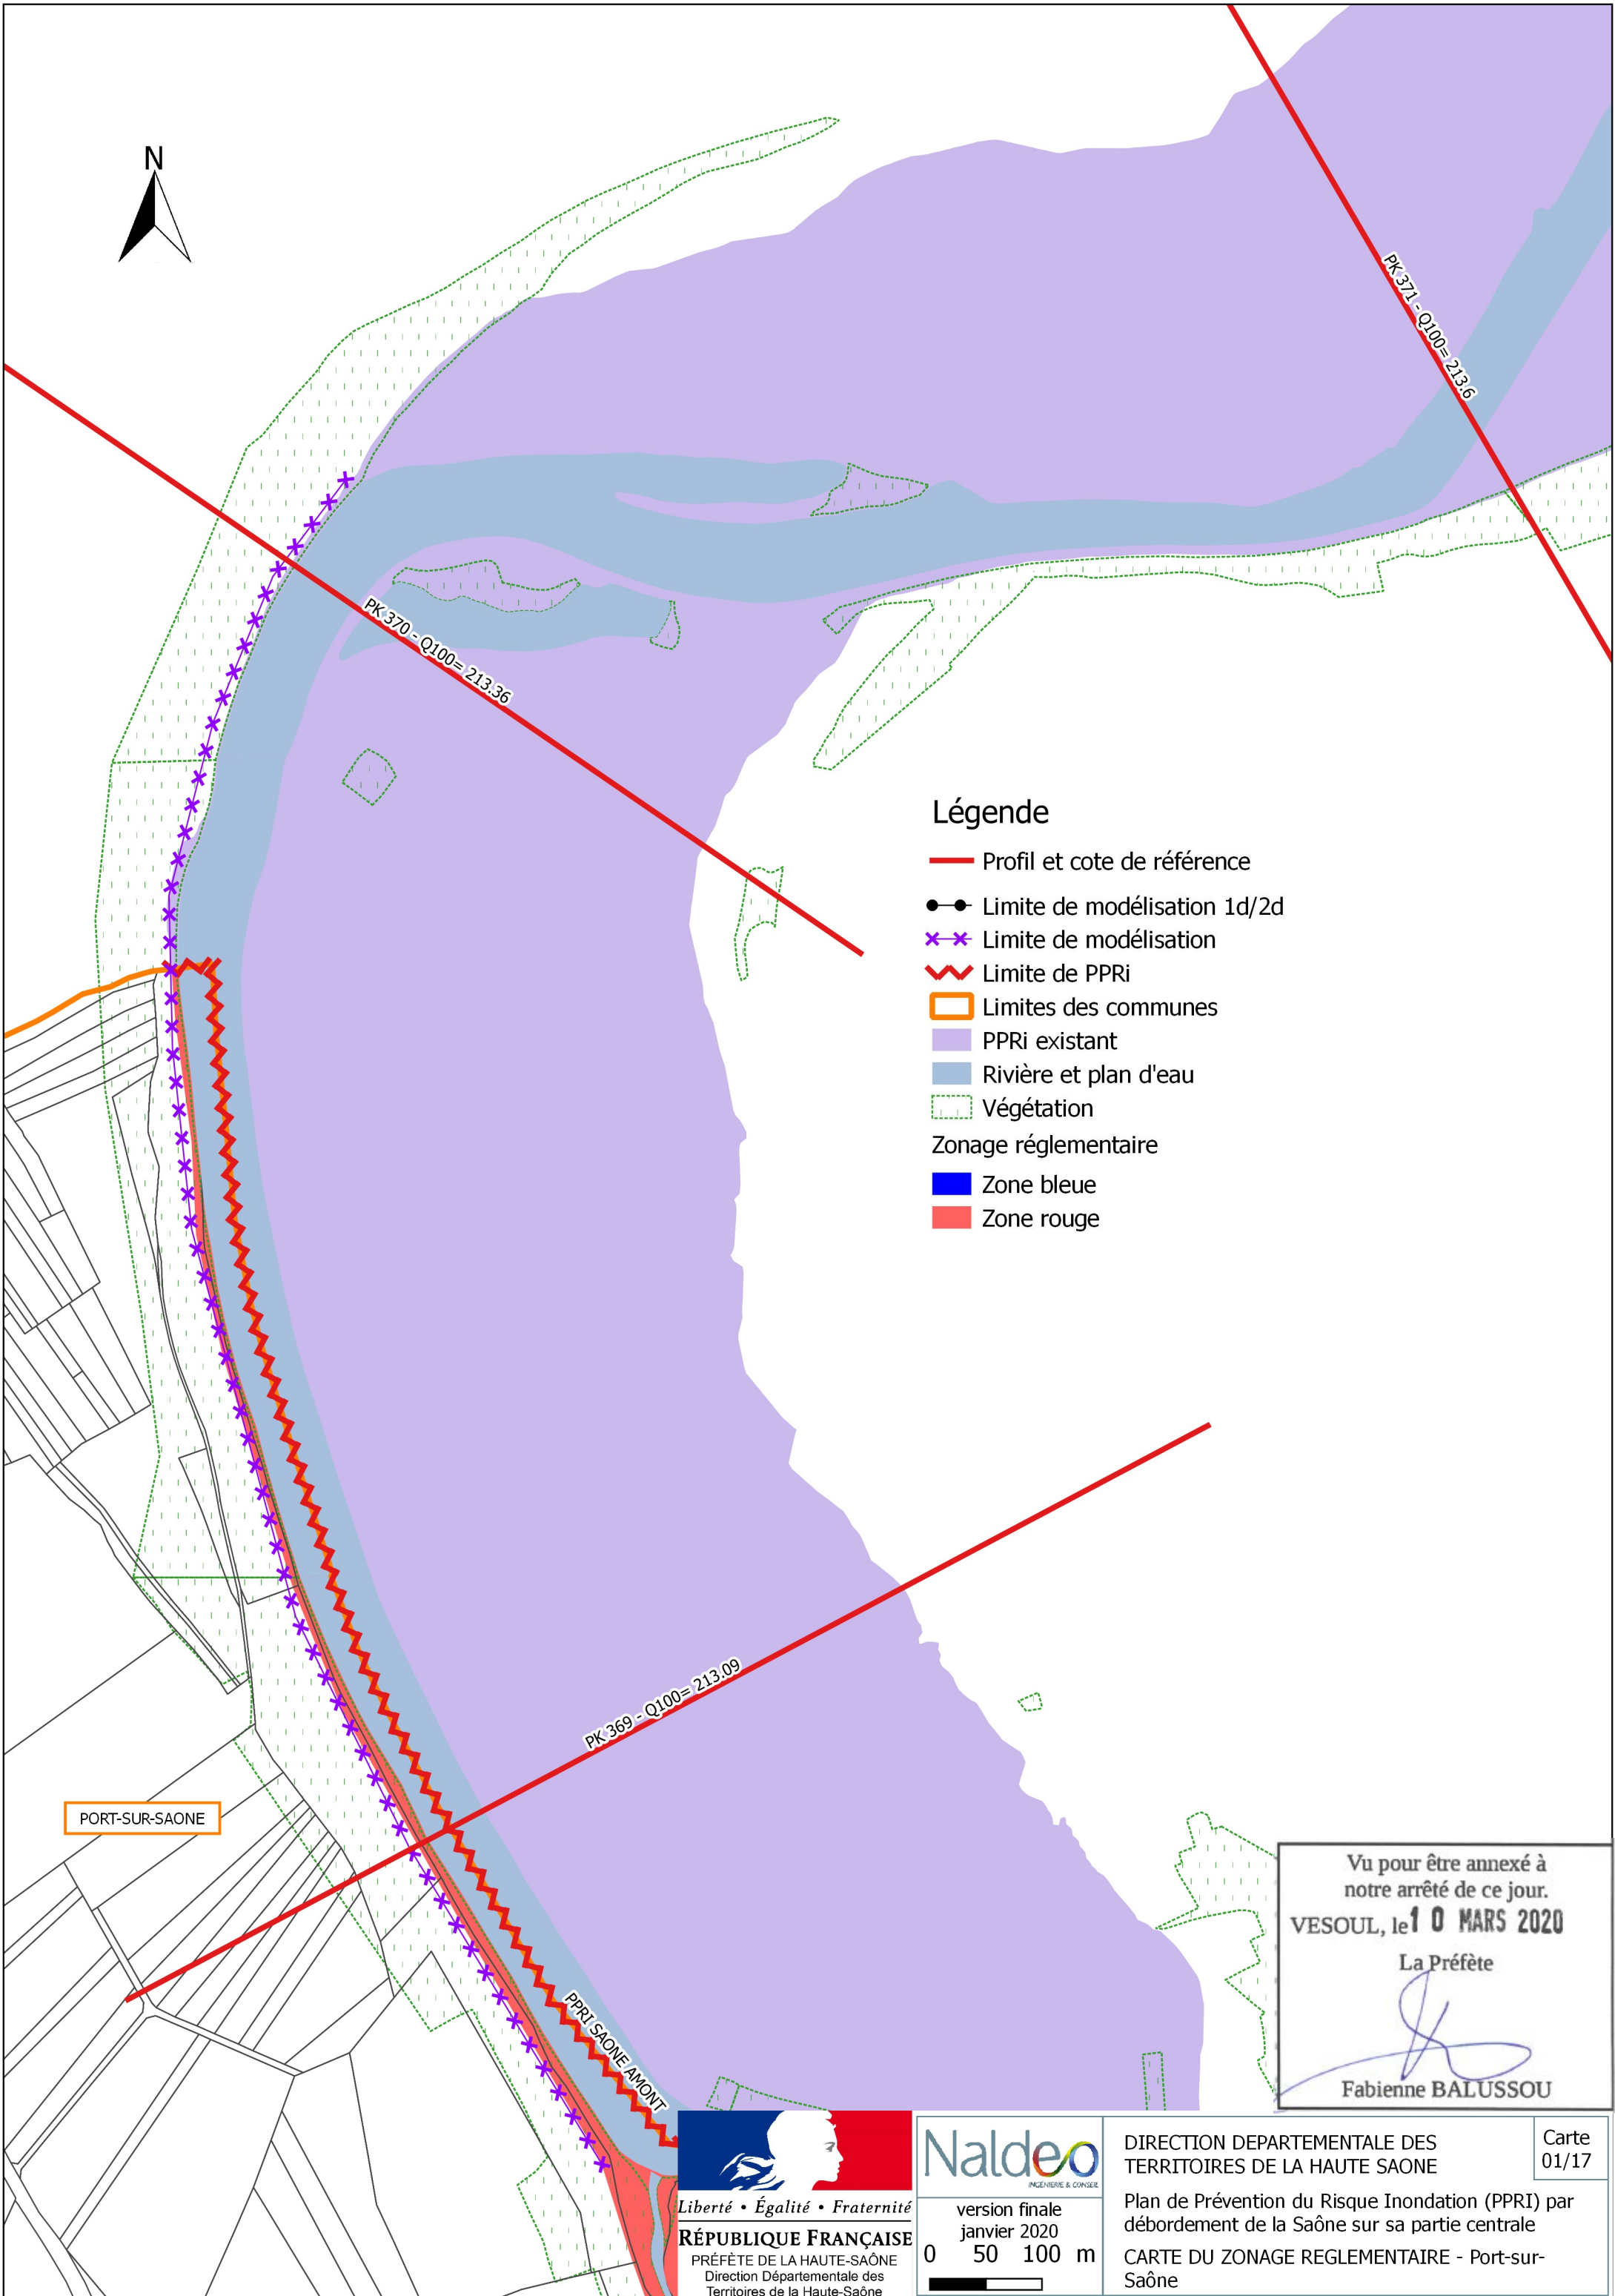 N
PK 371 - Q100= 213.6
PK 370 - Q100= 213.36
Légende
Profil et cote de référence
Limite de modélisation 1d/2d
Limite de modélisation
Limite de PPRi
Limites des communes
PPRi existant
Rivière et plan d'eau
Végétation
Zonage réglementaire
Zone bleue
Zone rouge
PK 369 - Q100= 213.09
PORT-SUR-SAONE
PPRI SAONE AMONT
Vu pour être annexé à
notre arrêté de ce jour.
VESOUL, le 10 MARS 2020
La Préfète
Fabienne BALUSSOU
Liberté • Égalité • Fraternité
RÉPUBLIQUE FRANÇAISE
PRÉFÈTE DE LA HAUTE-SAÔNE
Direction Départementale des
Territoires de la Haute-Saône
Naldeo
INGÉNIERIE & CONSEIL
version finale
janvier 2020
0 50 100 m
DIRECTION DEPARTEMENTALE DES
TERRITOIRES DE LA HAUTE SAONE
Carte
01/17
Plan de Prévention du Risque Inondation (PPRI) par
débordement de la Saône sur sa partie centrale
CARTE DU ZONAGE REGLEMENTAIRE - Port-sur-
Saône